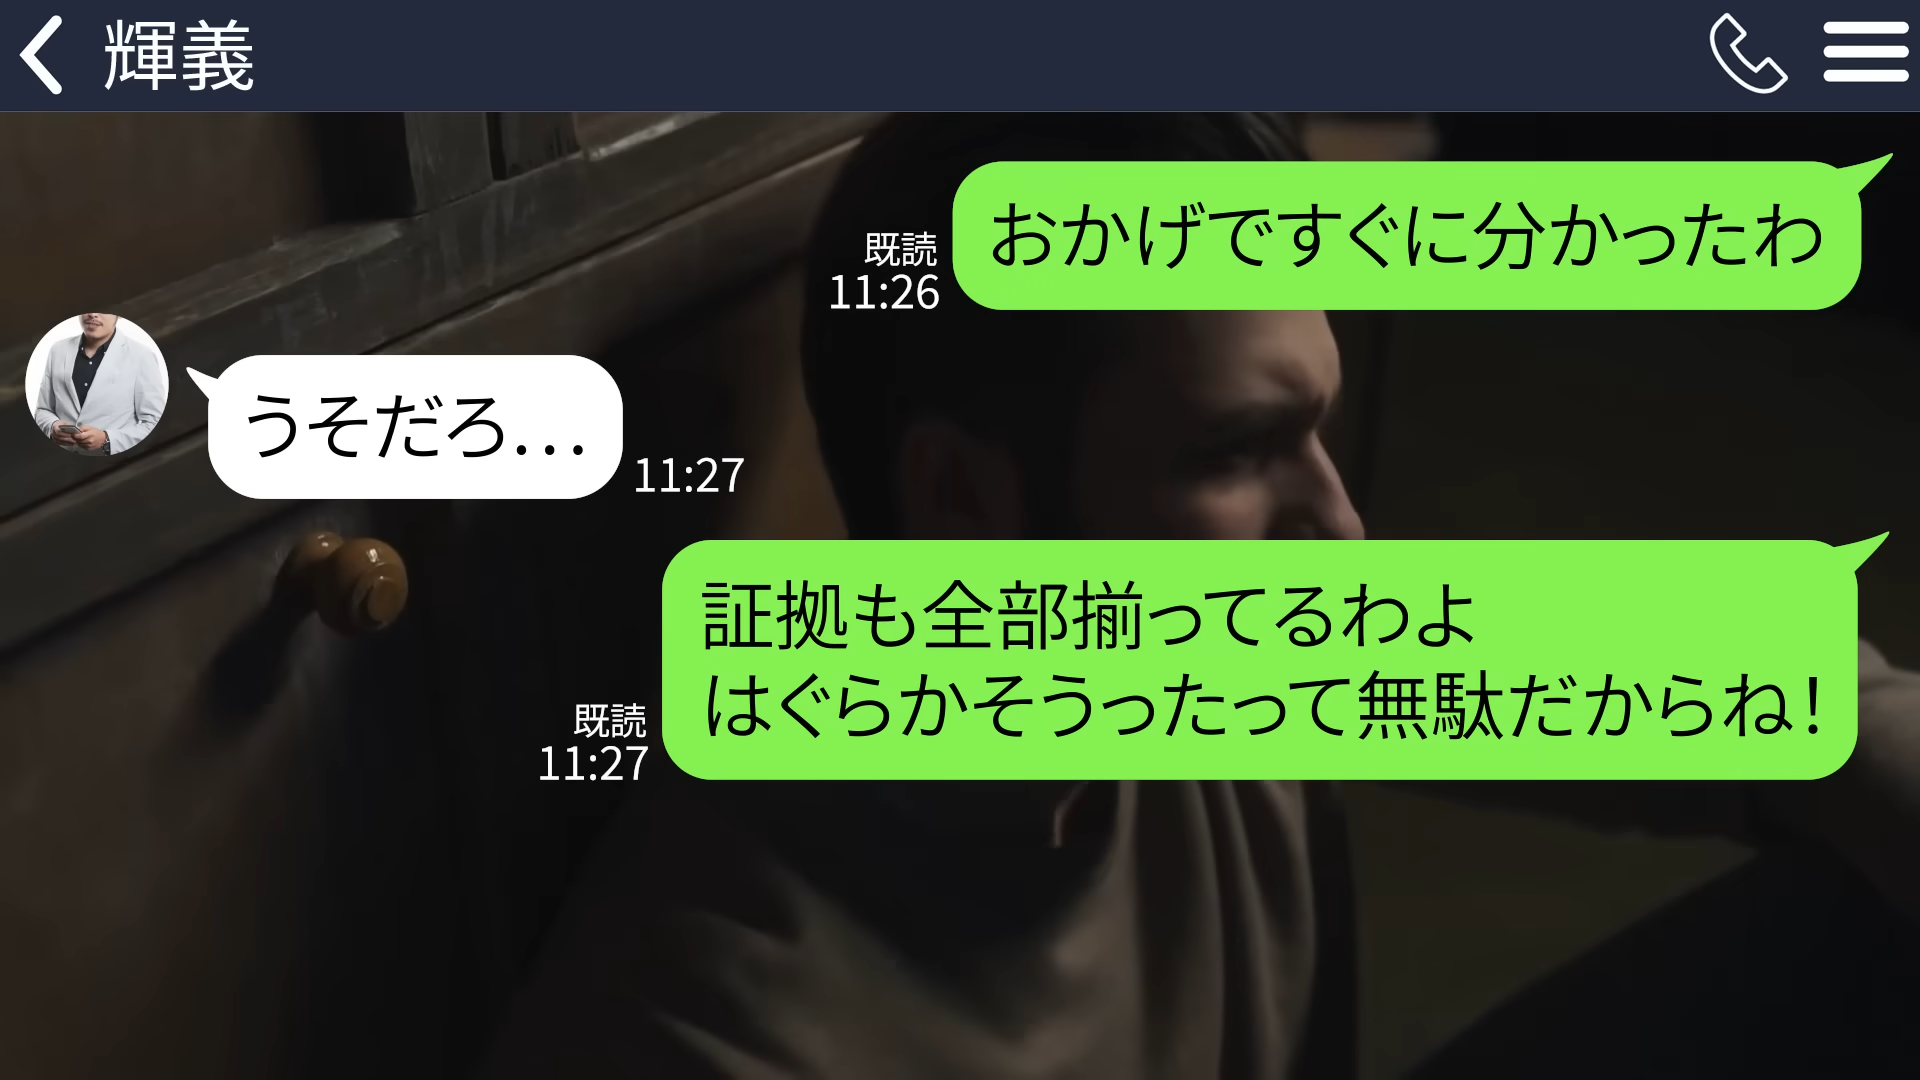 輝義
おかげですぐに分かったわ
既読
11:26
うそだろ…
11:27
証拠も全部揃ってるわよ
はぐらかそうったって無駄だからね！
既読
11:27